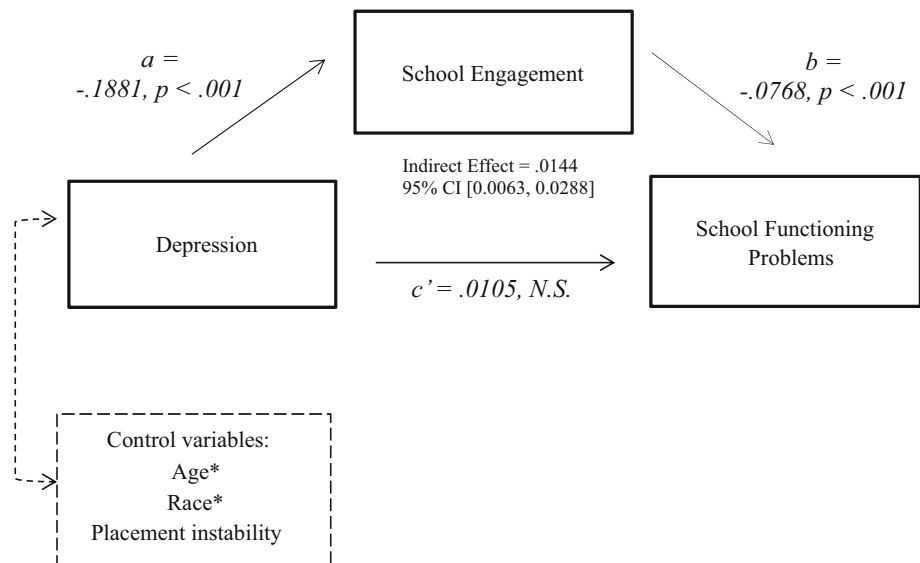 a =
-.1881, p < .001
School Engagement
b =
-.0768, p < .001
Indirect Effect = .0144
95% CI [0.0063, 0.0288]
Depression
School Functioning
Problems
c’ = .0105, N.S.
Control variables:
Age*
Race*
Placement instability